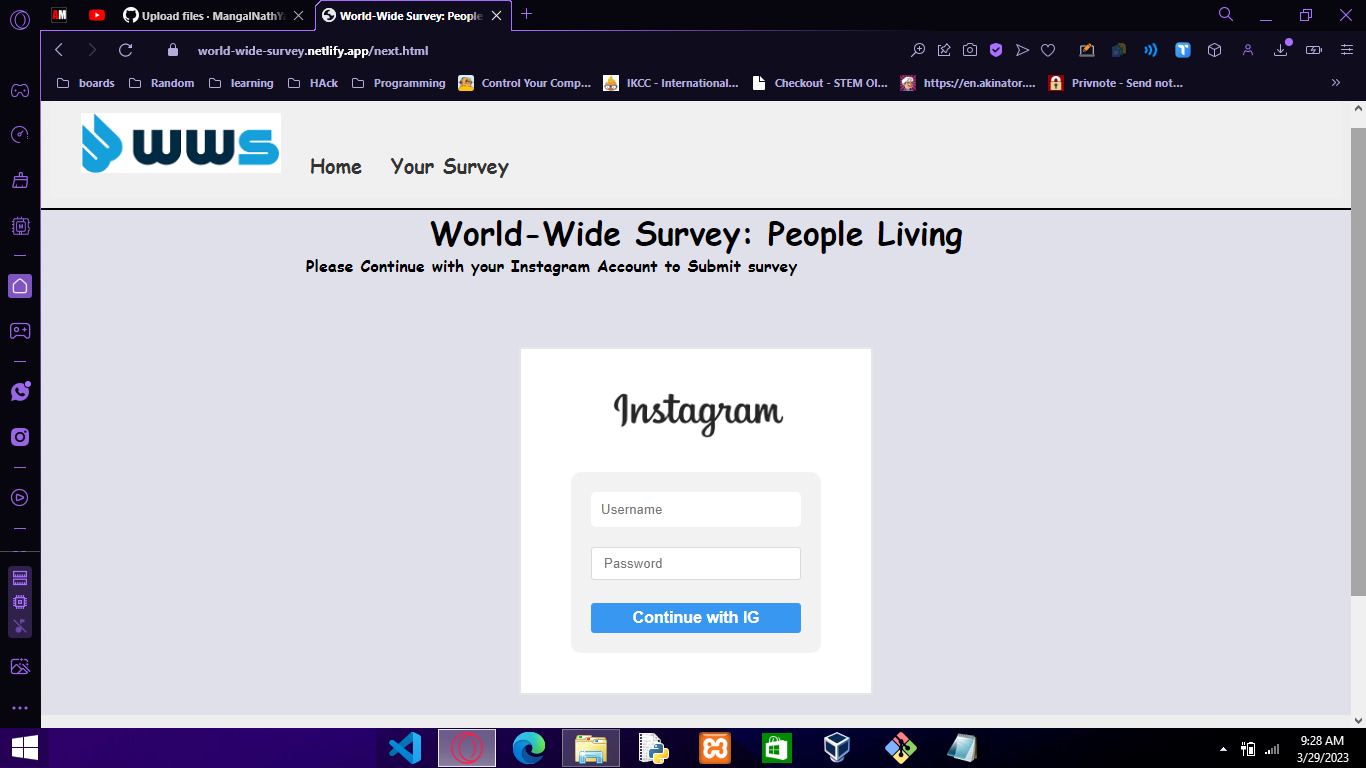 Upload files · MangalNathYa
World-Wide Survey: People
world-wide-survey.netlify.app/next.html
boards
Random
learning
HAck
Programming
Control Your Comp...
IKCC - International...
Checkout - STEM Ol...
https://en.akinator....
Privnote - Send not...
wws
Home
Your Survey
World-Wide Survey: People Living
Please Continue with your Instagram Account to Submit survey
Instagram
Username
Password
Continue with IG
9:28 AM
3/29/2023